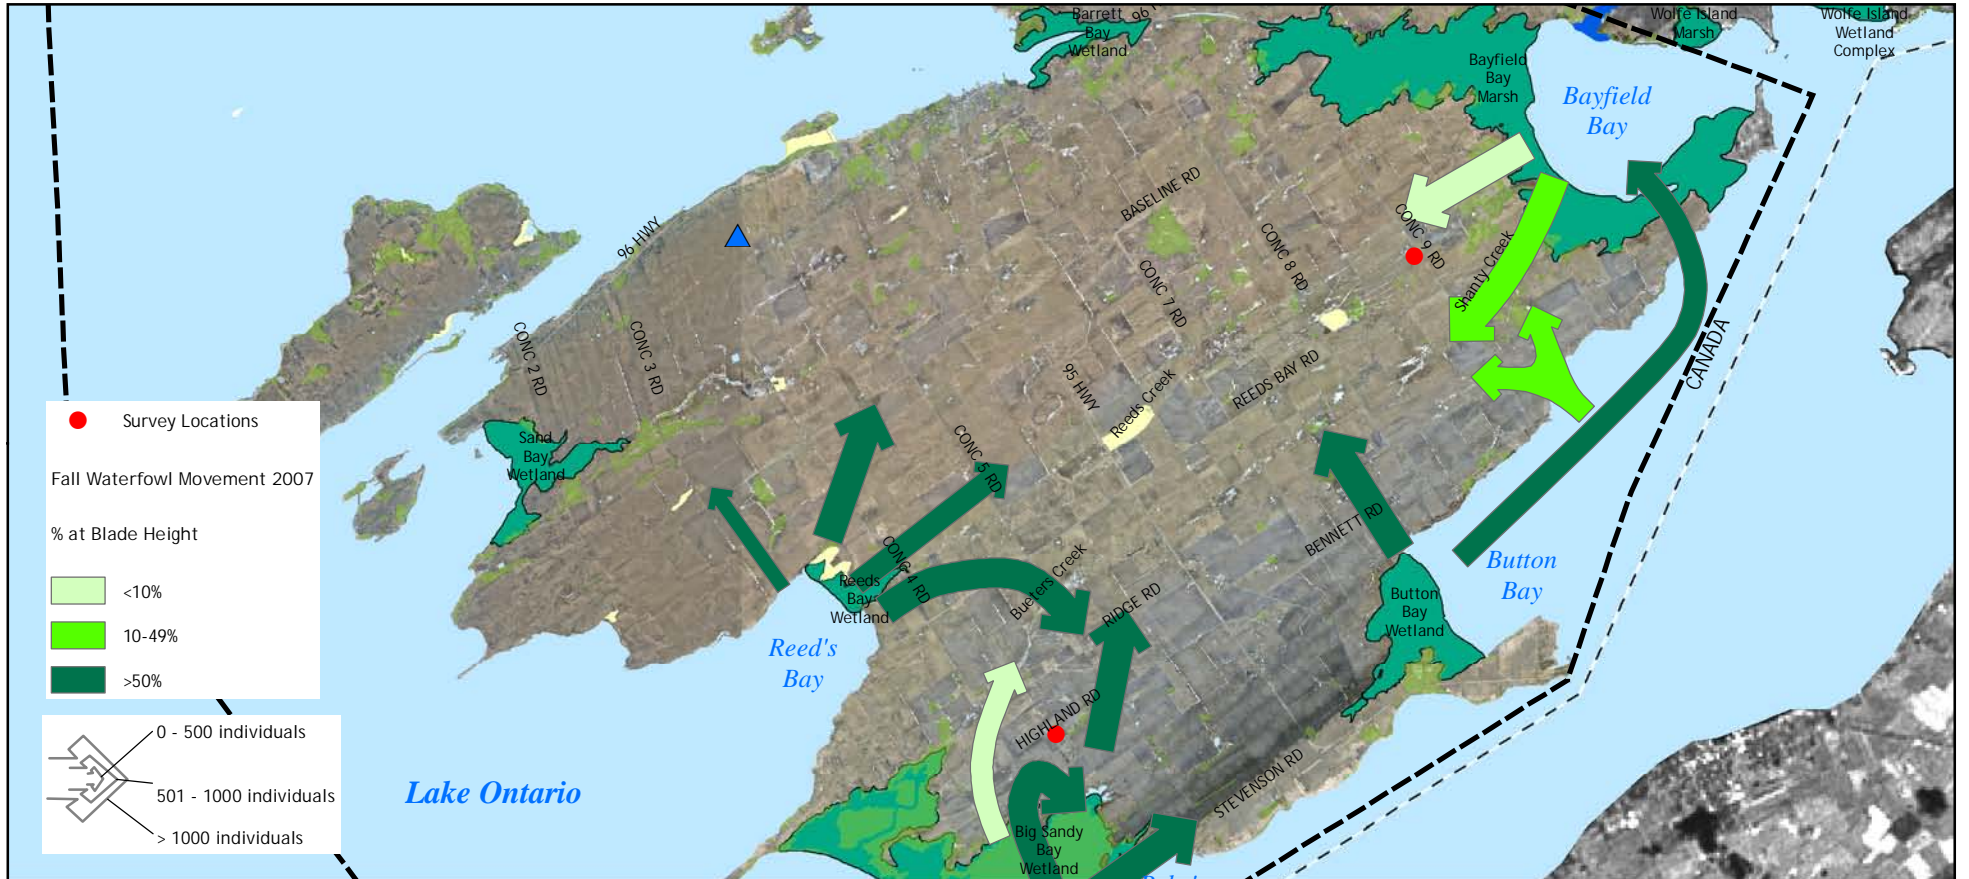 Barrett
Bay
Wetland
Wolfe Island
Marsh
Wolfe Island
Wetland
Complex
Bayfield
Bay
Marsh
Bayfield
Bay
BASELINE RD
96 HWY
CONC 9 RD
CONC 8 RD
CONC 7 RD
Shanty Creek
CONC 2 RD
CONC 3 RD
95 HWY
Reeds Creek
REEDS BAY RD
CANADA
Survey Locations
Fall Waterfowl Movement 2007
% at Blade Height
<10%
10-49%
>50%
Sand
Bay
Wetland
CONC 5 RD
CONC 4 RD
BENNETT RD
Button
Bay
Reeds
Bay
Wetland
Bueters Creek
RIDGE RD
Button
Bay
Wetland
Reed's
Bay
HIGHLAND RD
0 - 500 individuals
501 - 1000 individuals
> 1000 individuals
Lake Ontario
STEVENSON RD
Big Sandy
Bay
Wetland